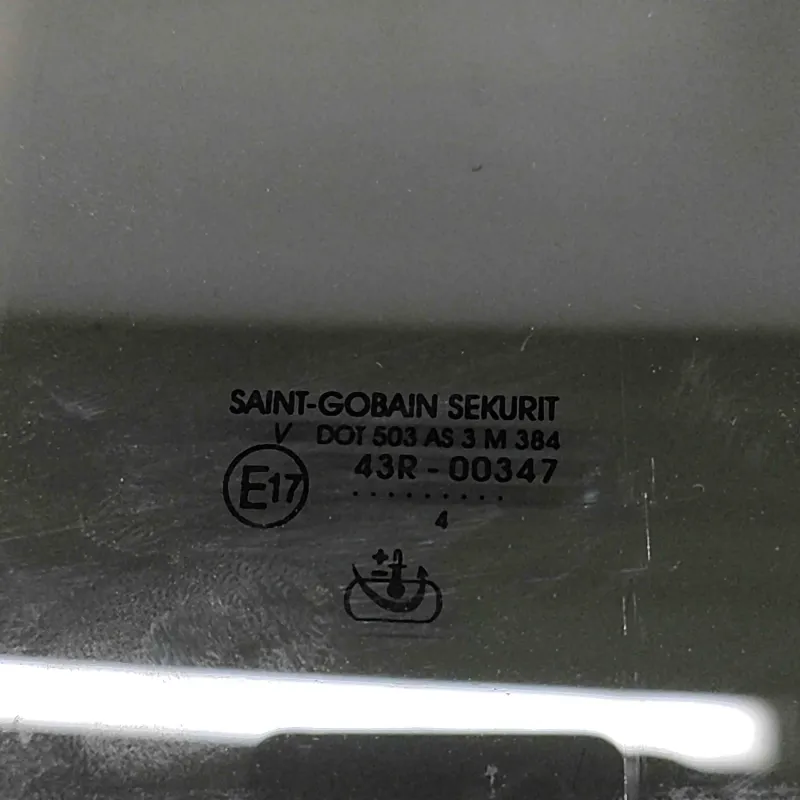 SAINT-GOBAIN SEKURIT
V DOT 503 AS 3 M 384
E17 43R-00347
.........
4
+
-